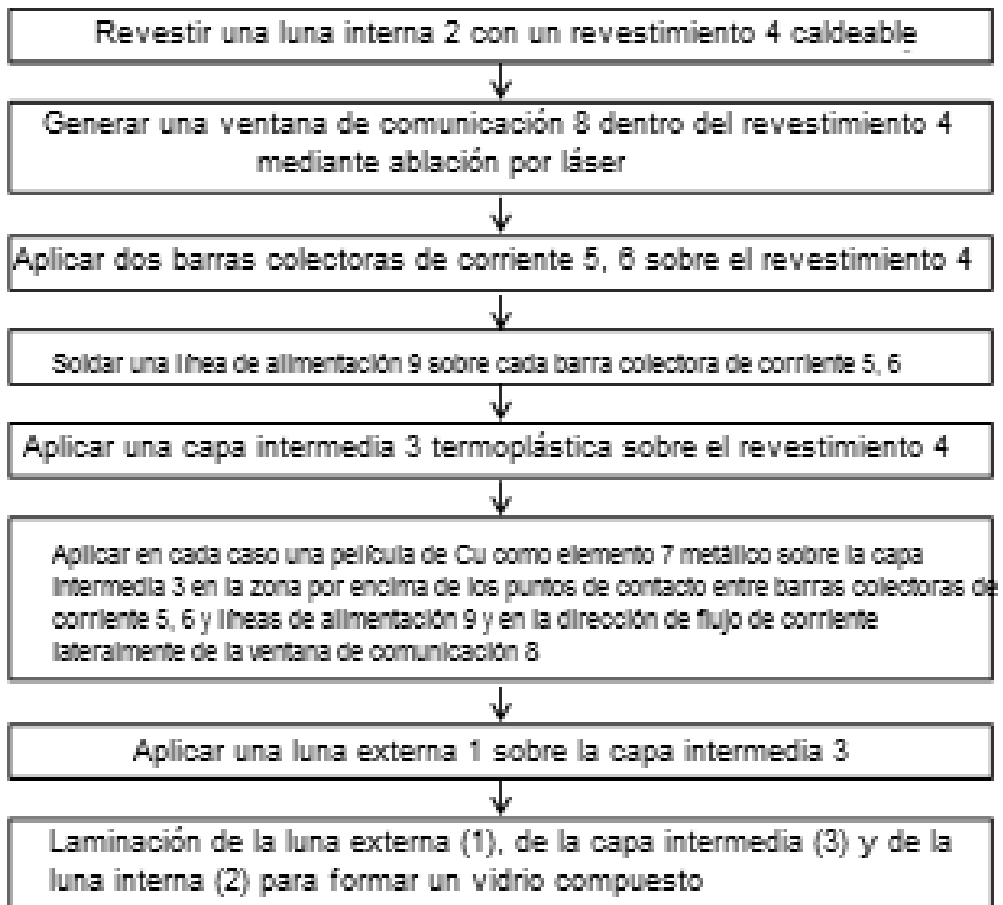 Revestir una luna interna 2 con un revestimiento 4 caldeable
Generar una ventana de comunicación 8 dentro del revestimiento 4
mediante ablación por láser
Aplicar dos barras colectoras de corriente 5, 6 sobre el revestimiento 4
Soldar una línea de alimentación 9 sobre cada barra colectora de corriente 5, 6
Aplicar una capa intermedia 3 termoplástica sobre el revestimiento 4
Aplicar en cada caso una película de Cu como elemento 7 metálico sobre la capa
intermedia 3 en la zona por encima de los puntos de contacto entre barras colectoras de
corriente 5, 6 y líneas de alimentación 9 y en la dirección de flujo de corriente
lateralmente de la ventana de comunicación 8
Aplicar una luna externa 1 sobre la capa intermedia 3
Laminación de la luna externa (1), de la capa intermedia (3) y de la
luna interna (2) para formar un vidrio compuesto